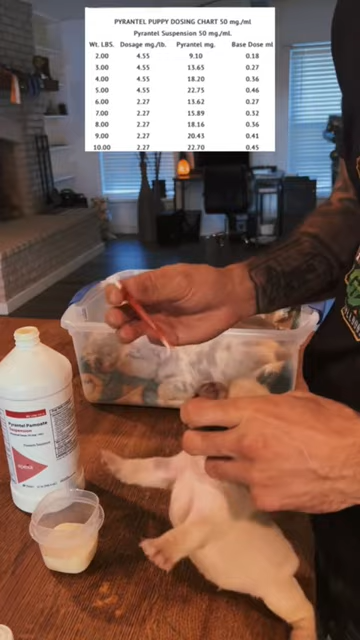 PYRANTEL PUPPY DOSING CHART 50 mg/ml
Pyrantel Suspension 50 mg/mL
Wt. LBS. Dosage mg/lb. Pyrantel mg. Base Dose ml
2.00 4.55 9.10 0.18
3.00 4.55 13.65 0.27
4.00 4.55 18.20 0.36
5.00 4.55 22.75 0.46
6.00 2.27 13.62 0.27
7.00 2.27 15.89 0.32
8.00 2.27 18.16 0.36
9.00 2.27 20.43 0.41
10.00 2.27 22.70 0.45
Pyrantel Pamoate
Suspension